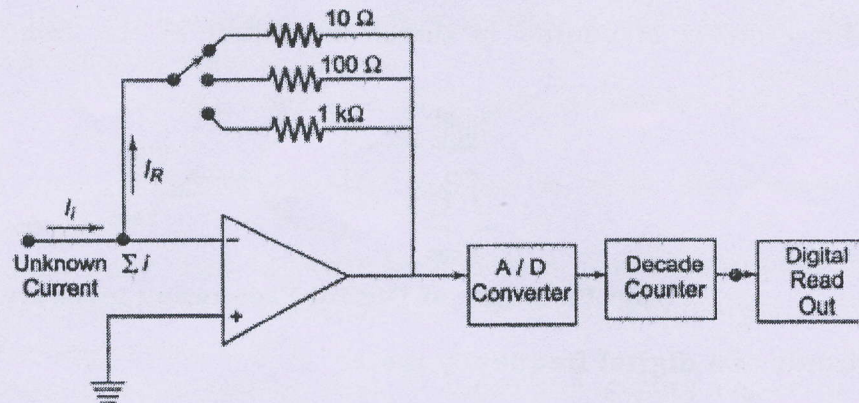 10 Ω
100 Ω
1 kΩ
I_R
I_i
Unknown
Current
Σ i
−
+
A / D
Converter
Decade
Counter
Digital
Read
Out